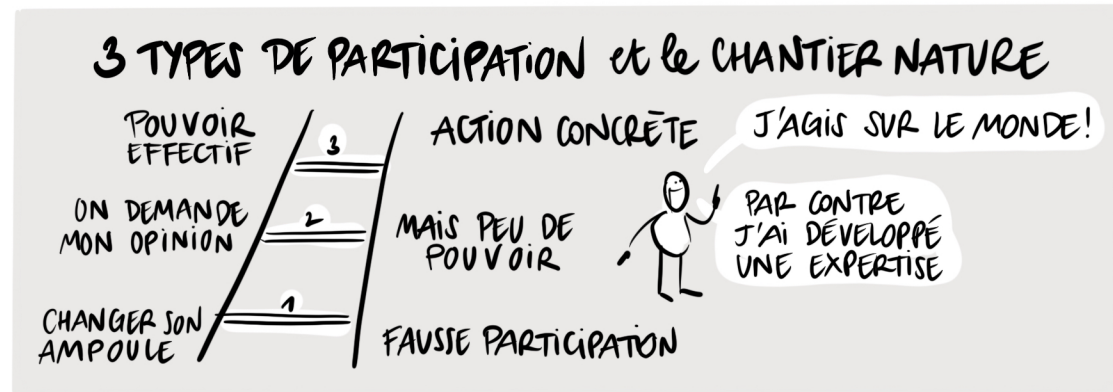 3 TYPES DE PARTICIPATION et le CHANTIER NATURE
POUVOIR
EFFECTIF
3
ACTION CONCRÈTE
J'AGIS SUR LE MONDE!
ON DEMANDE
MON OPINION
2
MAIS PEU DE
POUVOIR
PAR CONTRE
J'AI DÉVELOPPÉ
UNE EXPERTISE
CHANGER SON
AMPOULE
1
FAUSSE PARTICIPATION